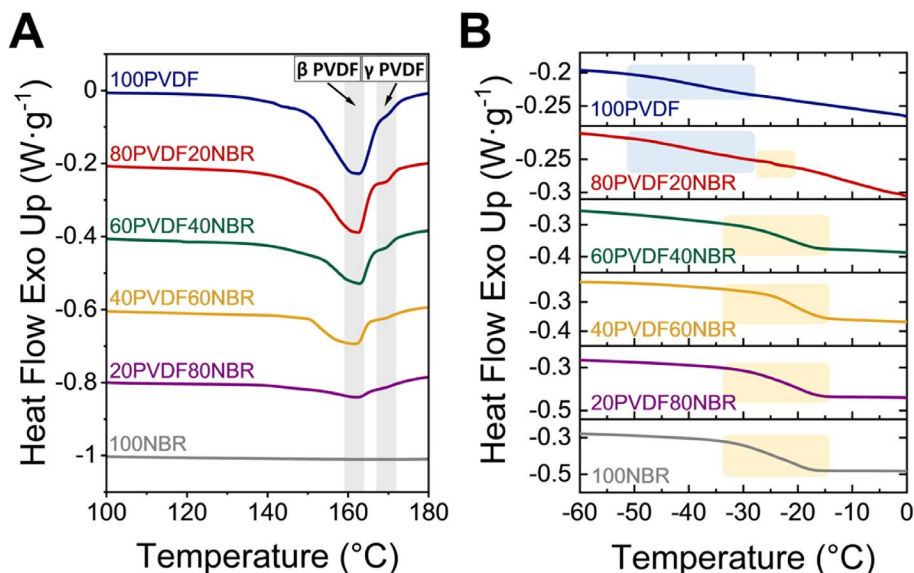 A
β PVDF γ PVDF
100PVDF
80PVDF20NBR
60PVDF40NBR
40PVDF60NBR
20PVDF80NBR
100NBR
Heat Flow Exo Up (W·g⁻¹)
0
-0.2
-0.4
-0.6
-0.8
-1
100 120 140 160 180
Temperature (°C)
B
Heat Flow Exo Up (W·g⁻¹)
-0.2
-0.25
100PVDF
-0.25
-0.3
80PVDF20NBR
-0.3
-0.4
60PVDF40NBR
-0.3
-0.4
40PVDF60NBR
-0.3
-0.5
20PVDF80NBR
-0.3
-0.5
100NBR
-60 -50 -40 -30 -20 -10 0
Temperature (°C)